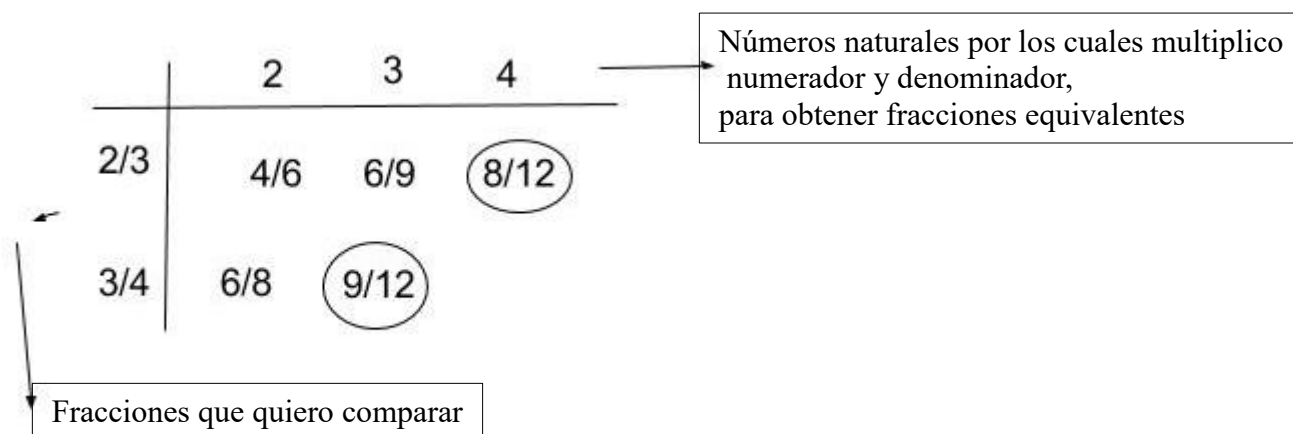 Números naturales por los cuales multiplico
numerador y denominador,
para obtener fracciones equivalentes
2 3 4
2/3 4/6 6/9 8/12
3/4 6/8 9/12
Fracciones que quiero comparar